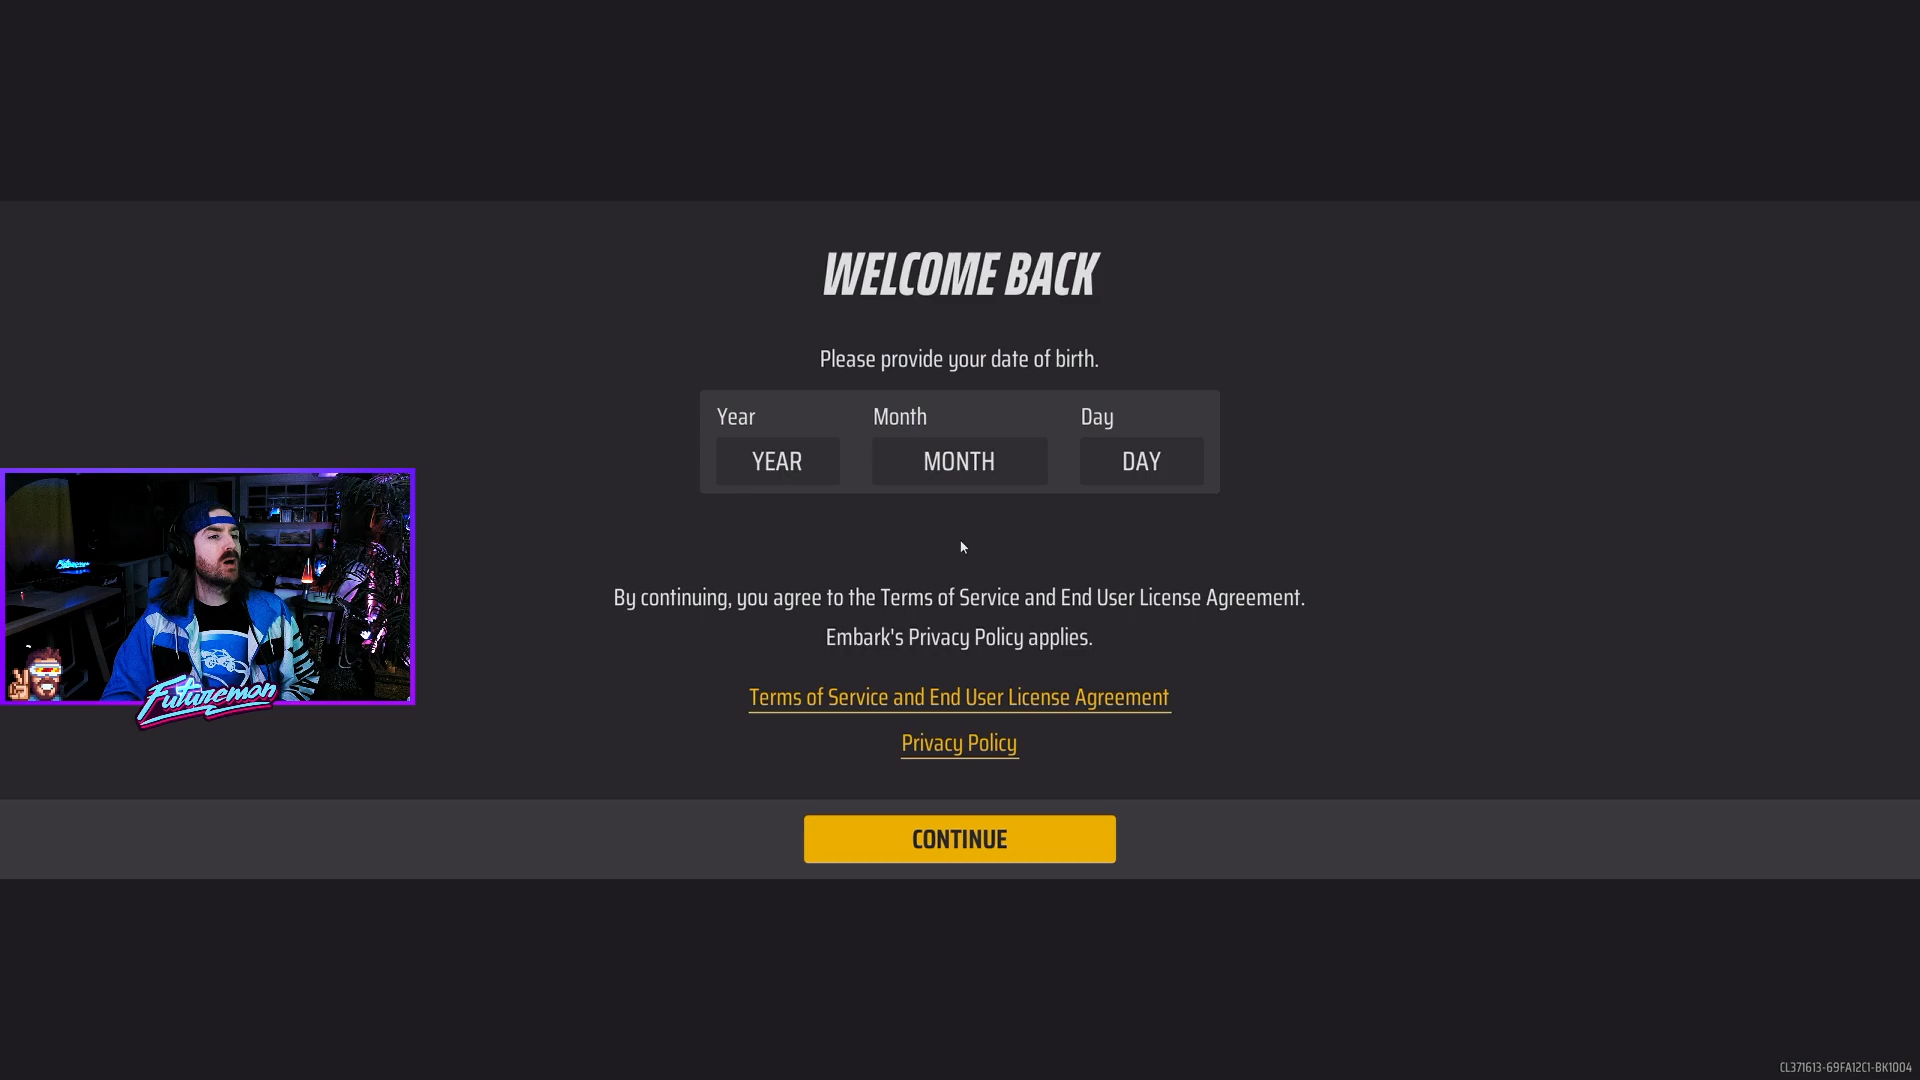 WELCOME BACK
Please provide your date of birth.
Year Month Day
YEAR MONTH DAY
By continuing, you agree to the Terms of Service and End User License Agreement.
Embark's Privacy Policy applies.
Futureman
Terms of Service and End User License Agreement
Privacy Policy
CONTINUE
CL371613-69FA12C1-BK1004